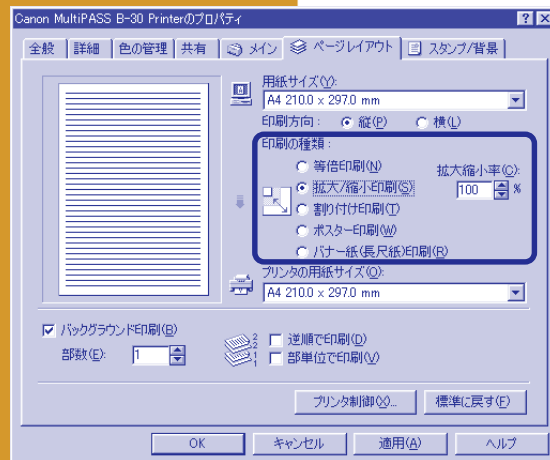 Canon MultiPASS B-30 Printerのプロパティ
全般 詳細 色の管理 共有 メイン ページレイアウト スタンプ/背景
用紙サイズ(Y):
A4 210.0 x 297.0 mm
印刷方向： 縦(P) 横(L)
印刷の種類：
等倍印刷(N)
拡大縮小率(C):
拡大/縮小印刷(S)
100 %
割り付け印刷(T)
ポスター印刷(W)
バナー紙(長尺紙)印刷(R)
プリンタの用紙サイズ(O):
A4 210.0 x 297.0 mm
バックグラウンド印刷(B)
部数(E): 1
2 2
1 1
逆順で印刷(D)
部単位で印刷(V)
プリンタ制御(X)... 標準に戻す(F)
OK キャンセル 適用(A) ヘルプ